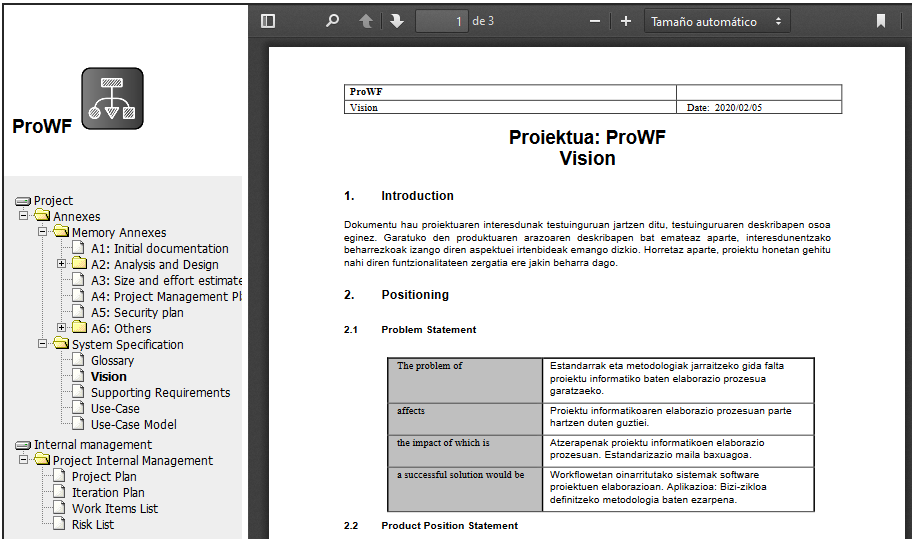 ProWF
Project
Annexes
Memory Annexes
A1: Initial documentation
A2: Analysis and Design
A3: Size and effort estimate
A4: Project Management Pl
A5: Security plan
A6: Others
System Specification
Glossary
Vision
Supporting Requirements
Use-Case
Use-Case Model
Internal management
Project Internal Management
Project Plan
Iteration Plan
Work Items List
Risk List
1 de 3
Tamaño automático
ProWF
Vision Date: 2020/02/05
Proiektua: ProWF
Vision
1. Introduction
Dokumentu hau proiektuaren interesdunak testuinguruan jartzen ditu, testuinguruaren deskribapen osoa
eginez. Garatuko den produktuaren arazoaren deskribapen bat emateaz aparte, interesdunentzako
beharrezkoak izango diren aspektuei irtenbideak emango dizkio. Horretaz aparte, proiektu honetan gehitu
nahi diren funtzionalitateen zergatia ere jakin beharra dago.
2. Positioning
2.1 Problem Statement
The problem of
Estandarrak eta metodologiak jarraitzeko gida falta
proiektu informatiko baten elaborazio prozesua
garatzaeko.
affects
Proiektu informatikoaren elaborazio prozesuan parte
hartzen duten guztiei.
the impact of which is
Atzerapenak proiektu informatikoen elaborazio
prozesuan. Estandarizazio maila baxuagoa.
a successful solution would be
Workflowetan oinarritutako sistemak software
proiektuen elaborazioan. Aplikazioa: Bizi-zikloa
definitzeko metodologia baten ezarpena.
2.2 Product Position Statement